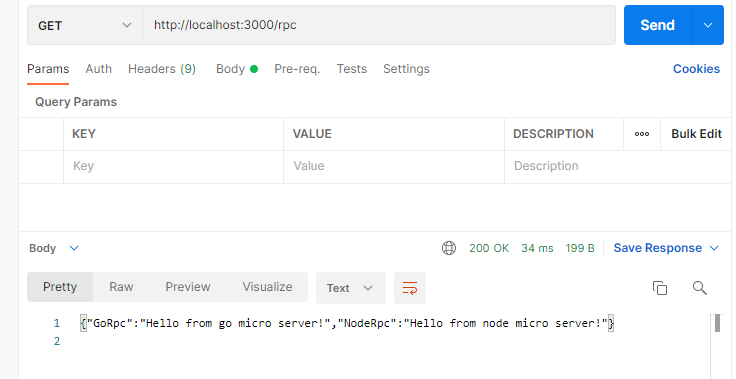 GET http://localhost:3000/rpc Send
Params Auth Headers (9) Body Pre-req. Tests Settings Cookies
Query Params
KEY VALUE DESCRIPTION Bulk Edit
Key Value Description
Body 200 OK 34 ms 199 B Save Response
Pretty Raw Preview Visualize Text
1 {"GoRpc":"Hello from go micro server!","NodeRpc":"Hello from node micro server!"}
2